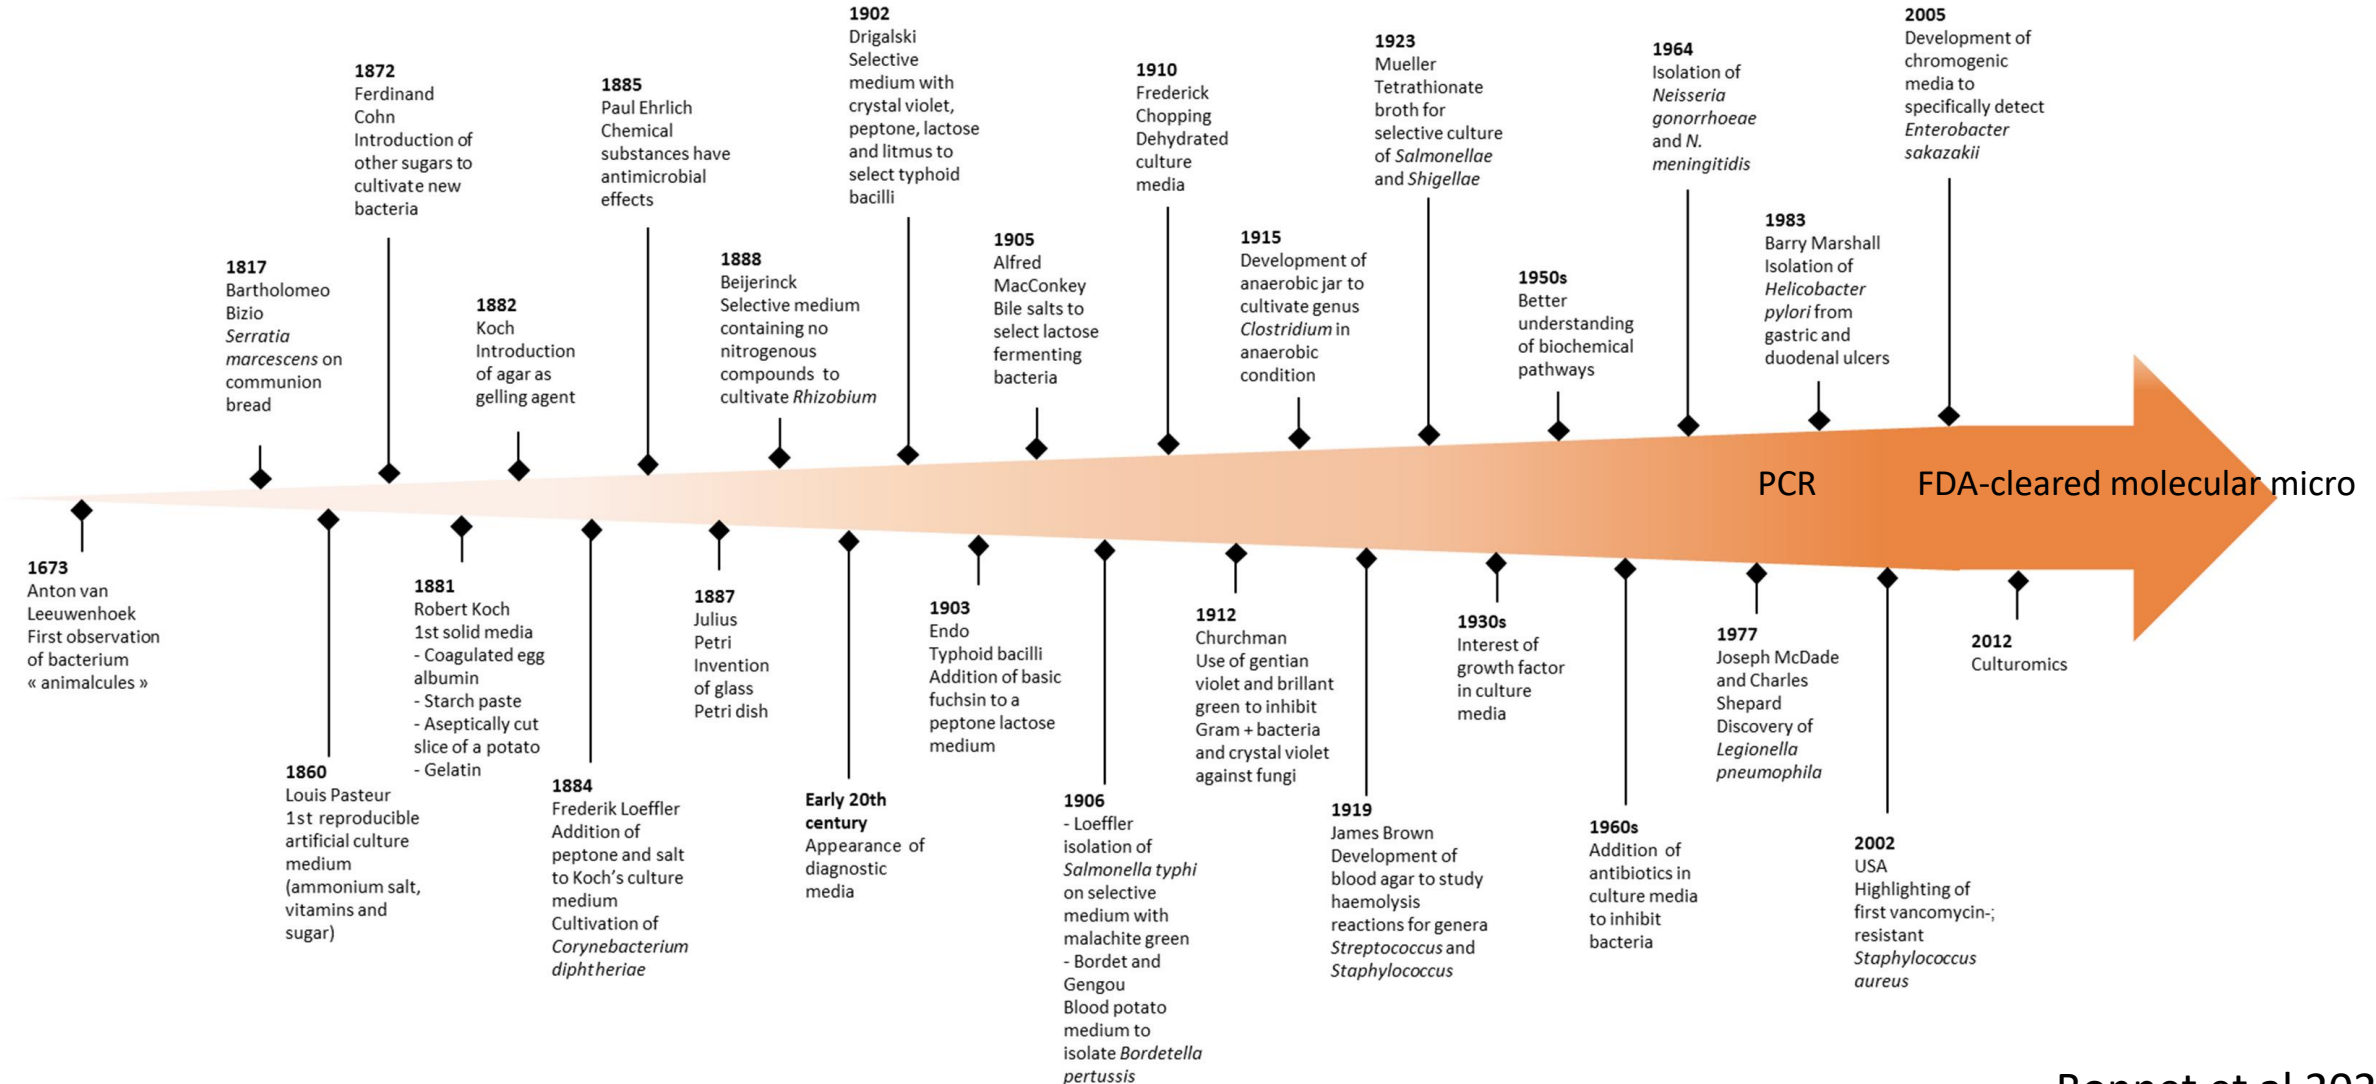 1673
Anton van
Leeuwenhoek
First observation
of bacterium
« animalcules »
1817
Bartholomeo
Bizio
Serratia
marcescens on
communion
bread
1860
Louis Pasteur
1st reproducible
artificial culture
medium
(ammonium salt,
vitamins and
sugar)
1872
Ferdinand
Cohn
Introduction of
other sugars to
cultivate new
bacteria
1881
Robert Koch
1st solid media
- Coagulated egg
albumin
- Starch paste
- Aseptically cut
slice of a potato
- Gelatin
1882
Koch
Introduction
of agar as
gelling agent
1884
Frederik Loeffler
Addition of
peptone and salt
to Koch's culture
medium
Cultivation of
Corynebacterium
diphtheriae
1885
Paul Ehrlich
Chemical
substances have
antimicrobial
effects
1887
Julius
Petri
Invention
of glass
Petri dish
1888
Beijerinck
Selective medium
containing no
nitrogenous
compounds to
cultivate Rhizobium
Early 20th
century
Appearance of
diagnostic
media
1902
Drigalski
Selective
medium with
crystal violet,
peptone, lactose
and litmus to
select typhoid
bacilli
1903
Endo
Typhoid bacilli
Addition of basic
fuchsin to a
peptone lactose
medium
1905
Alfred
MacConkey
Bile salts to
select lactose
fermenting
bacteria
1906
- Loeffler
isolation of
Salmonella typhi
on selective
medium with
malachite green
- Bordet and
Gengou
Blood potato
medium to
isolate Bordetella
pertussis
1910
Frederick
Chopping
Dehydrated
culture
media
1912
Churchman
Use of gentian
violet and brillant
green to inhibit
Gram + bacteria
and crystal violet
against fungi
1915
Development of
anaerobic jar to
cultivate genus
Clostridium in
anaerobic
condition
1919
James Brown
Development of
blood agar to study
haemolysis
reactions for genera
Streptococcus and
Staphylococcus
1923
Mueller
Tetrathionate
broth for
selective culture
of Salmonellae
and Shigellae
1930s
Interest of
growth factor
in culture
media
1950s
Better
understanding
of biochemical
pathways
1960s
Addition of
antibiotics in
culture media
to inhibit
bacteria
1964
Isolation of
Neisseria
gonorrhoeae
and N.
meningitidis
1977
Joseph McDade
and Charles
Shepard
Discovery of
Legionella
pneumophila
1983
Barry Marshall
Isolation of
Helicobacter
pylori from
gastric and
duodenal ulcers
2002
USA
Highlighting of
first vancomycin-;
resistant
Staphylococcus
aureus
2005
Development of
chromogenic
media to
specifically detect
Enterobacter
sakazakii
2012
Culturomics
PCR
FDA-cleared molecular micro
Bonnet et al